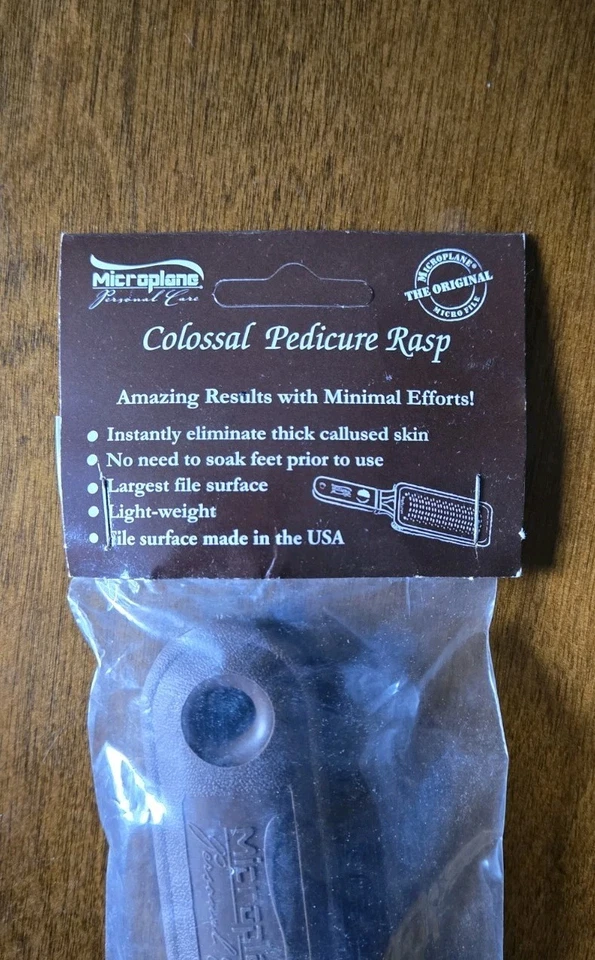 Microplane
Personal Care
MICROPLANE®
THE ORIGINAL
MICRO FILE
Colossal Pedicure Rasp
Amazing Results with Minimal Efforts!
Instantly eliminate thick callused skin
No need to soak feet prior to use
Largest file surface
Light-weight
File surface made in the USA